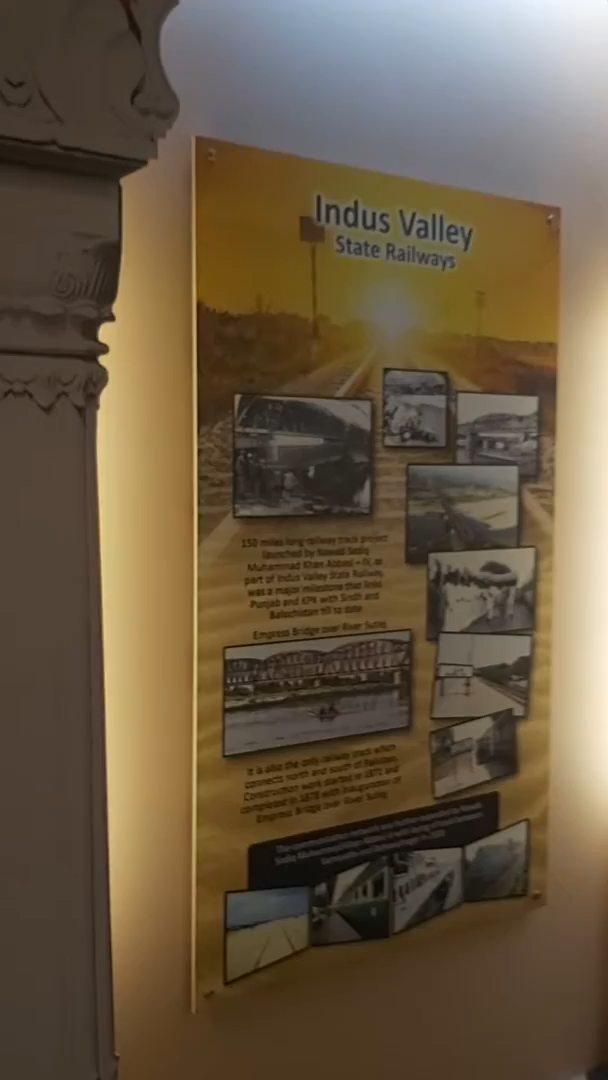 Indus Valley
State Railways
150 miles long railway track project
launched by Nawab Sadiq
Muhammad Khan Abbasi – IV, as
part of Indus Valley State Railway,
was a major milestone that links
Punjab and KPK with Sindh and
Balochistan till to date
Empress Bridge over River Sutlej
It is also the only railway track which
connects north and south of Pakistan.
Construction work started in 1871 and
completed in 1878 with inauguration of
Empress Bridge over River Sutlej